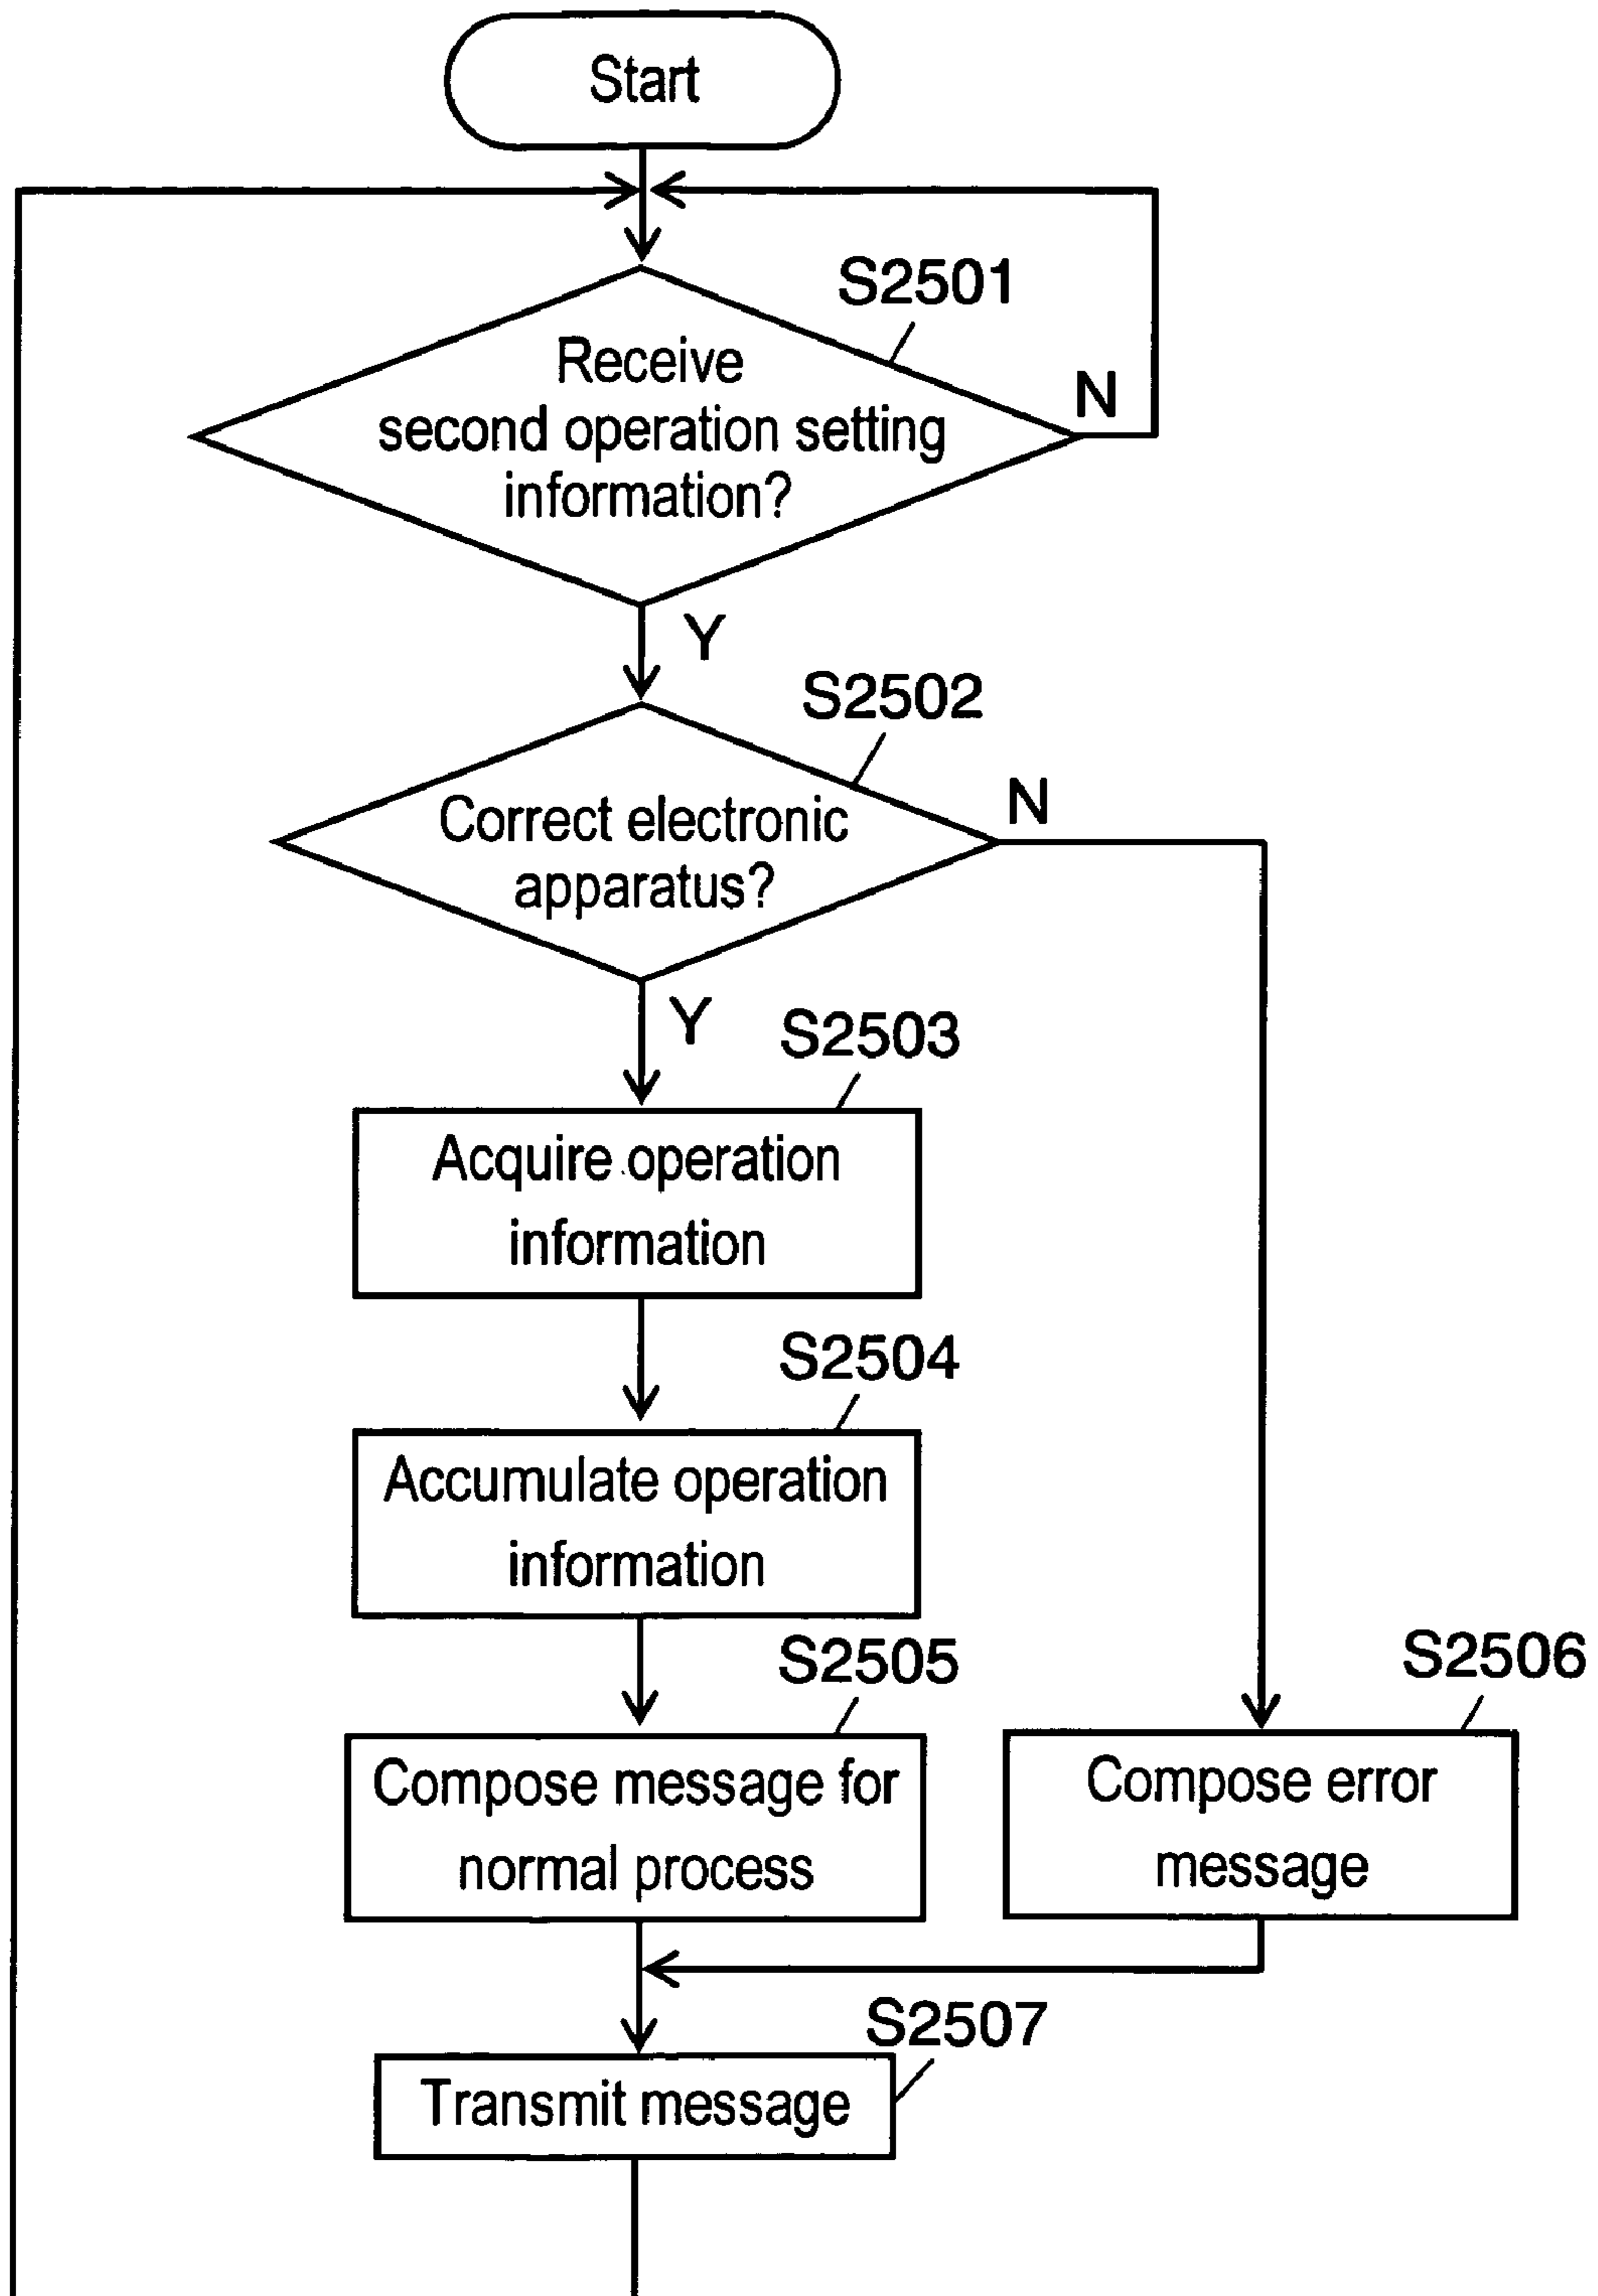 Start
S2501
Receive
second operation setting
information?
N
Y
S2502
Correct electronic
apparatus?
N
Y
S2503
Acquire operation
information
S2504
Accumulate operation
information
S2505
Compose message for
normal process
S2506
Compose error
message
S2507
Transmit message